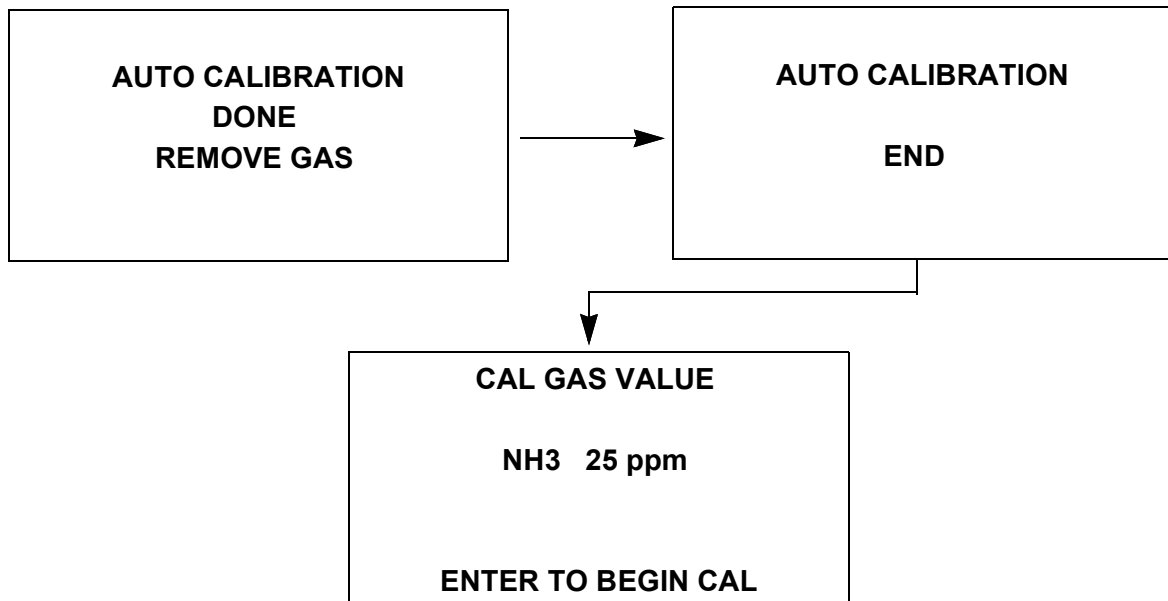 AUTO CALIBRATION
DONE
REMOVE GAS
AUTO CALIBRATION
END
CAL GAS VALUE
NH3 25 ppm
ENTER TO BEGIN CAL